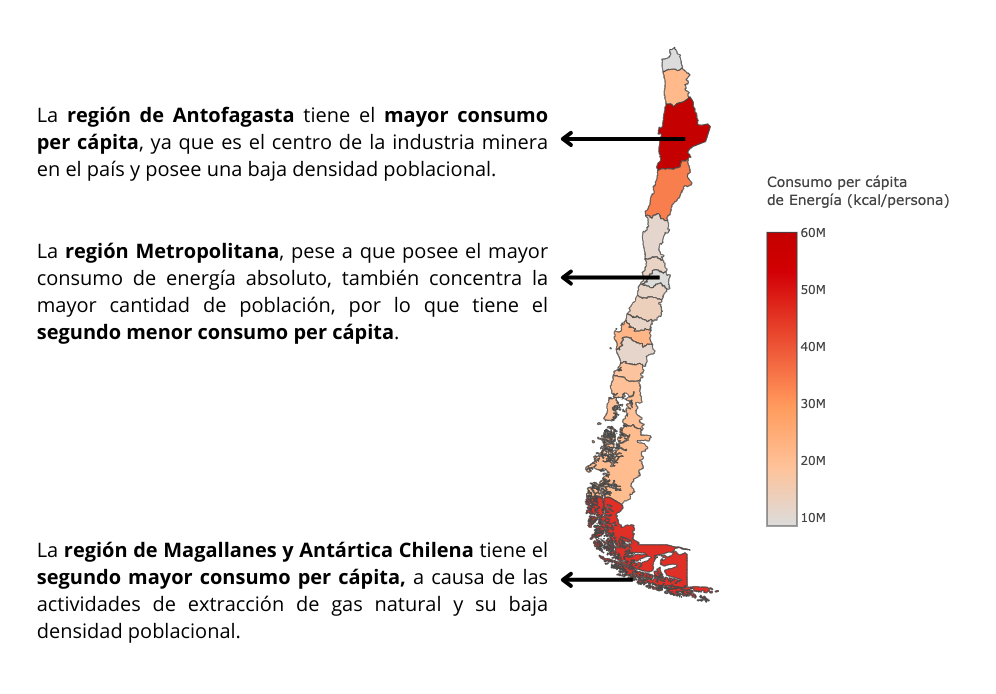 La región de Antofagasta tiene el mayor consumo
per cápita, ya que es el centro de la industria minera
en el país y posee una baja densidad poblacional.
Consumo per cápita
de Energía (kcal/persona)
60M
50M
40M
30M
20M
10M
La región Metropolitana, pese a que posee el mayor
consumo de energía absoluto, también concentra la
mayor cantidad de población, por lo que tiene el
segundo menor consumo per cápita.
La región de Magallanes y Antártica Chilena tiene el
segundo mayor consumo per cápita, a causa de las
actividades de extracción de gas natural y su baja
densidad poblacional.